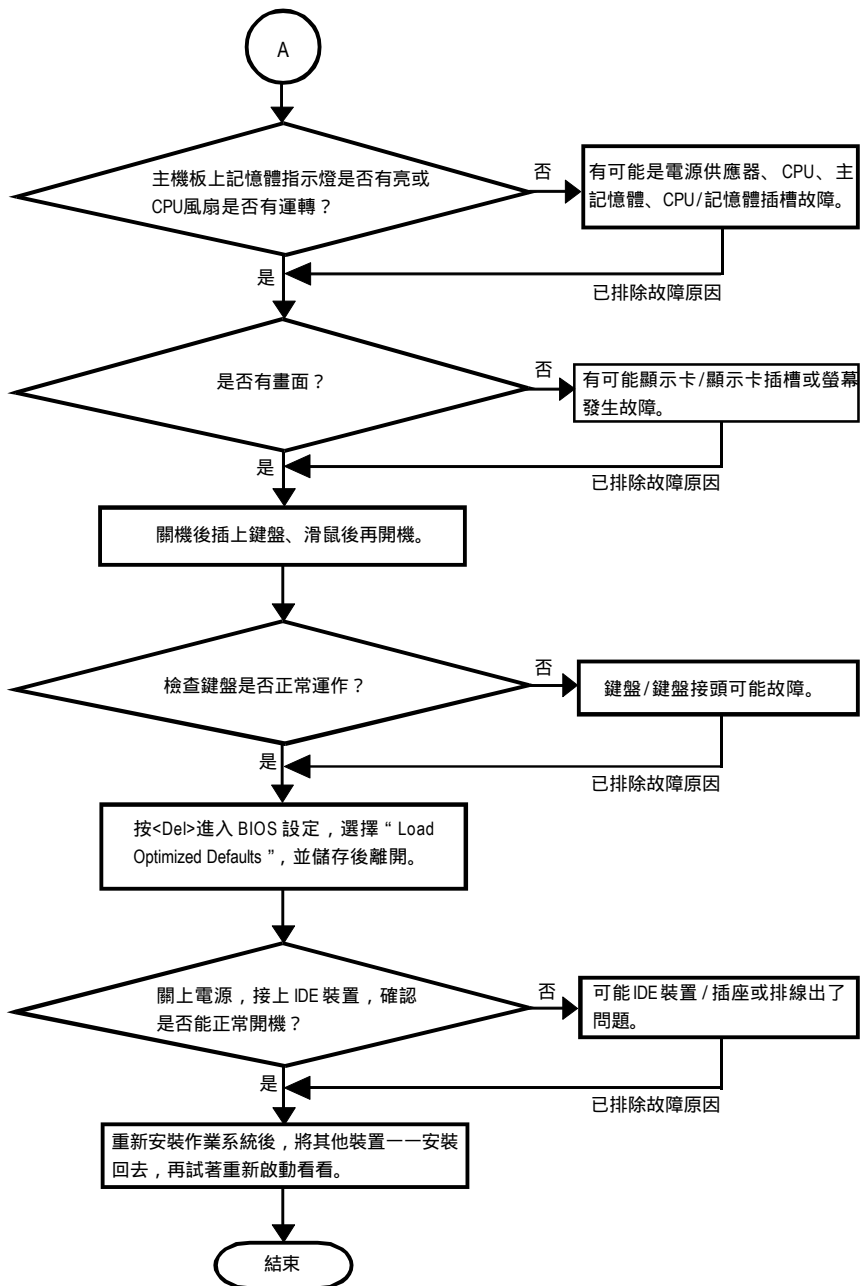 A
主機板上記憶體指示燈是否有亮或
CPU風扇是否有運轉？
否
有可能是電源供應器、CPU、主
記憶體、CPU/記憶體插槽故障。
是
已排除故障原因
是否有畫面？
否
有可能顯示卡/顯示卡插槽或螢幕
發生故障。
是
已排除故障原因
關機後插上鍵盤、滑鼠後再開機。
檢查鍵盤是否正常運作？
否
鍵盤/鍵盤接頭可能故障。
是
已排除故障原因
按<Del>進入 BIOS 設定，選擇 “ Load
Optimized Defaults ”，並儲存後離開。
關上電源，接上 IDE 裝置，確認
是否能正常開機？
否
可能IDE裝置 / 插座或排線出了
問題。
是
已排除故障原因
重新安裝作業系統後，將其他裝置一一安裝
回去，再試著重新啟動看看。
結束